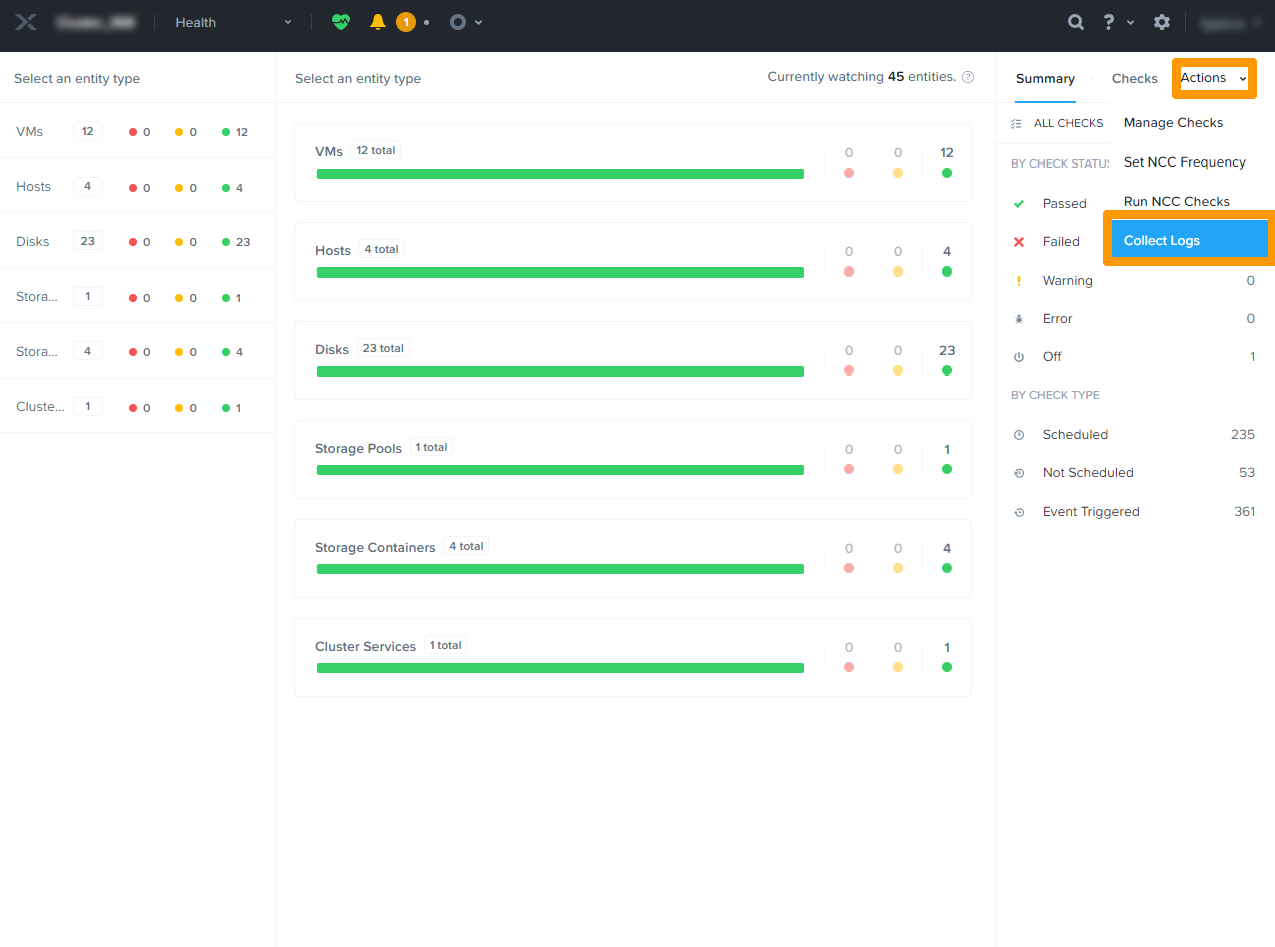 Health
1
Select an entity type
VMs 12 0 0 12
Hosts 4 0 0 4
Disks 23 0 0 23
Stora... 1 0 0 1
Stora... 4 0 0 4
Cluste... 1 0 0 1
Select an entity type
Currently watching 45 entities. ?
VMs 12 total 0 0 12
Hosts 4 total 0 0 4
Disks 23 total 0 0 23
Storage Pools 1 total 0 0 1
Storage Containers 4 total 0 0 4
Cluster Services 1 total 0 0 1
Summary Checks Actions
ALL CHECKS
BY CHECK STATUS
Passed
Failed
Warning 0
Error 0
Off 1
BY CHECK TYPE
Scheduled 235
Not Scheduled 53
Event Triggered 361
Manage Checks
Set NCC Frequency
Run NCC Checks
Collect Logs